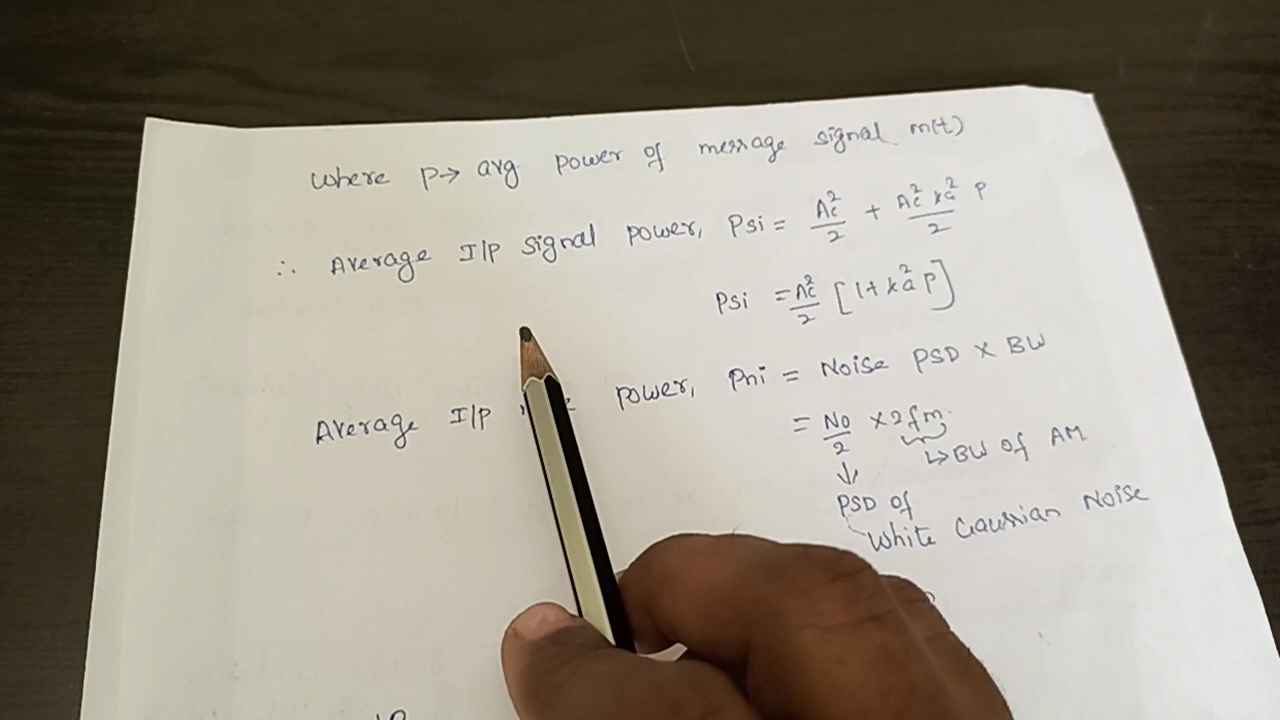 where P→ avg power of message signal m(t)
∴ Average I/P signal power, Psi = Ac²/2 + Ac² ka²/2 P
Psi = Ac²/2 [1+ka² P]
Average I/P power, Pni = Noise PSD × BW
= No/2 × 2fm
↳ BW of AM
↓
PSD of
White Gaussian Noise